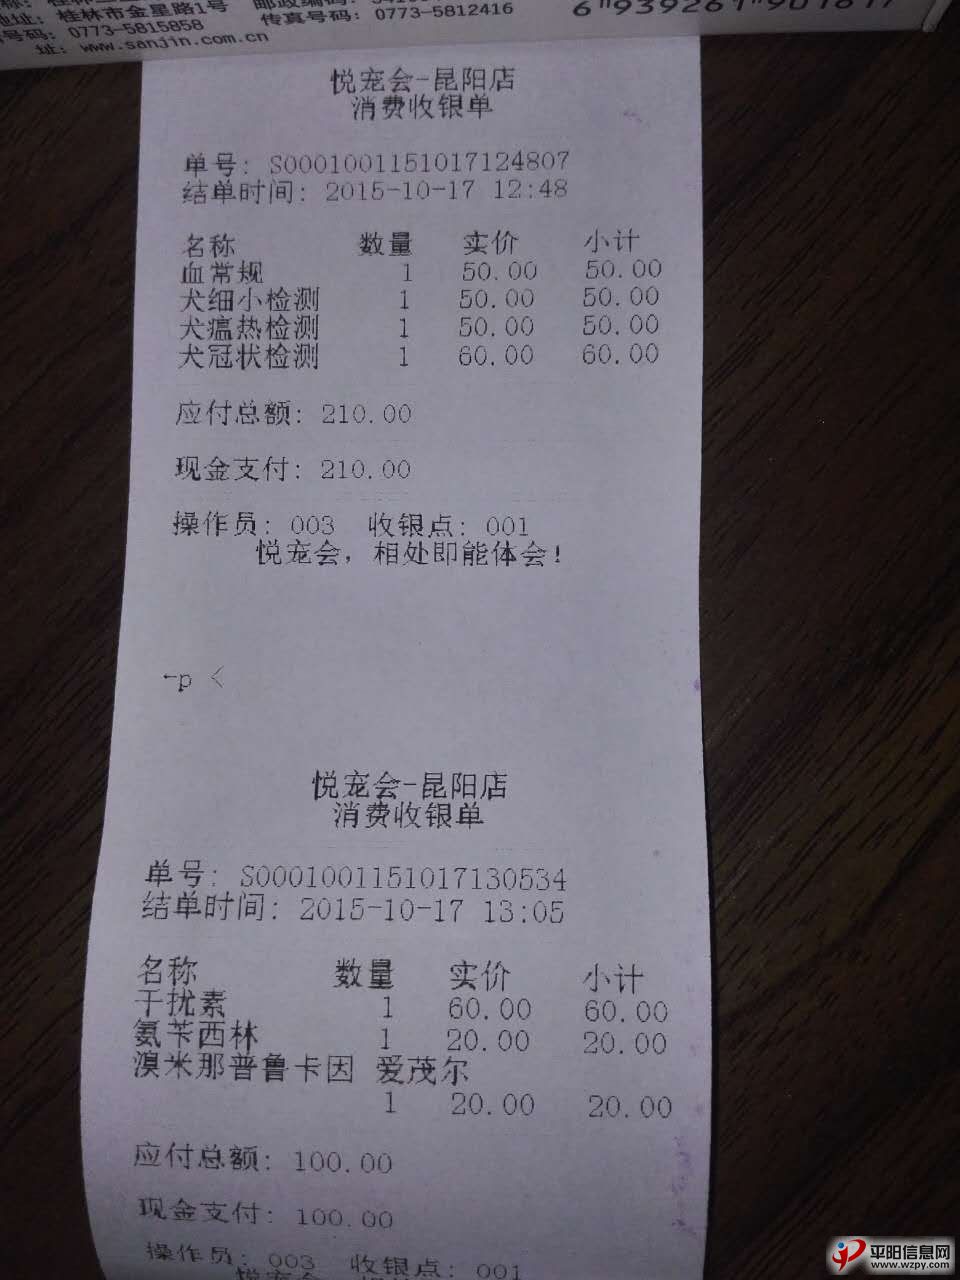 地址: 桂林市金星路1号
传真号码: 0773-5812416
号码: 0773-5815858
址: www.sanjin.com.cn
悦宠会-昆阳店
消费收银单
单号: S0001001151017124807
结单时间: 2015-10-17 12:48
名称 数量 实价 小计
血常规 1 50.00 50.00
犬细小检测 1 50.00 50.00
犬瘟热检测 1 50.00 50.00
犬冠状检测 1 60.00 60.00
应付总额: 210.00
现金支付: 210.00
操作员: 003 收银点: 001
悦宠会，相处即能体会!
←p <
悦宠会-昆阳店
消费收银单
单号: S0001001151017130534
结单时间: 2015-10-17 13:05
名称 数量 实价 小计
干扰素 1 60.00 60.00
氨苄西林 1 20.00 20.00
溴米那普鲁卡因 爱茂尔
1 20.00 20.00
应付总额: 100.00
现金支付: 100.00
操作员: 003 收银点: 001
悦宠会
平阳信息网
www.wzpy.com